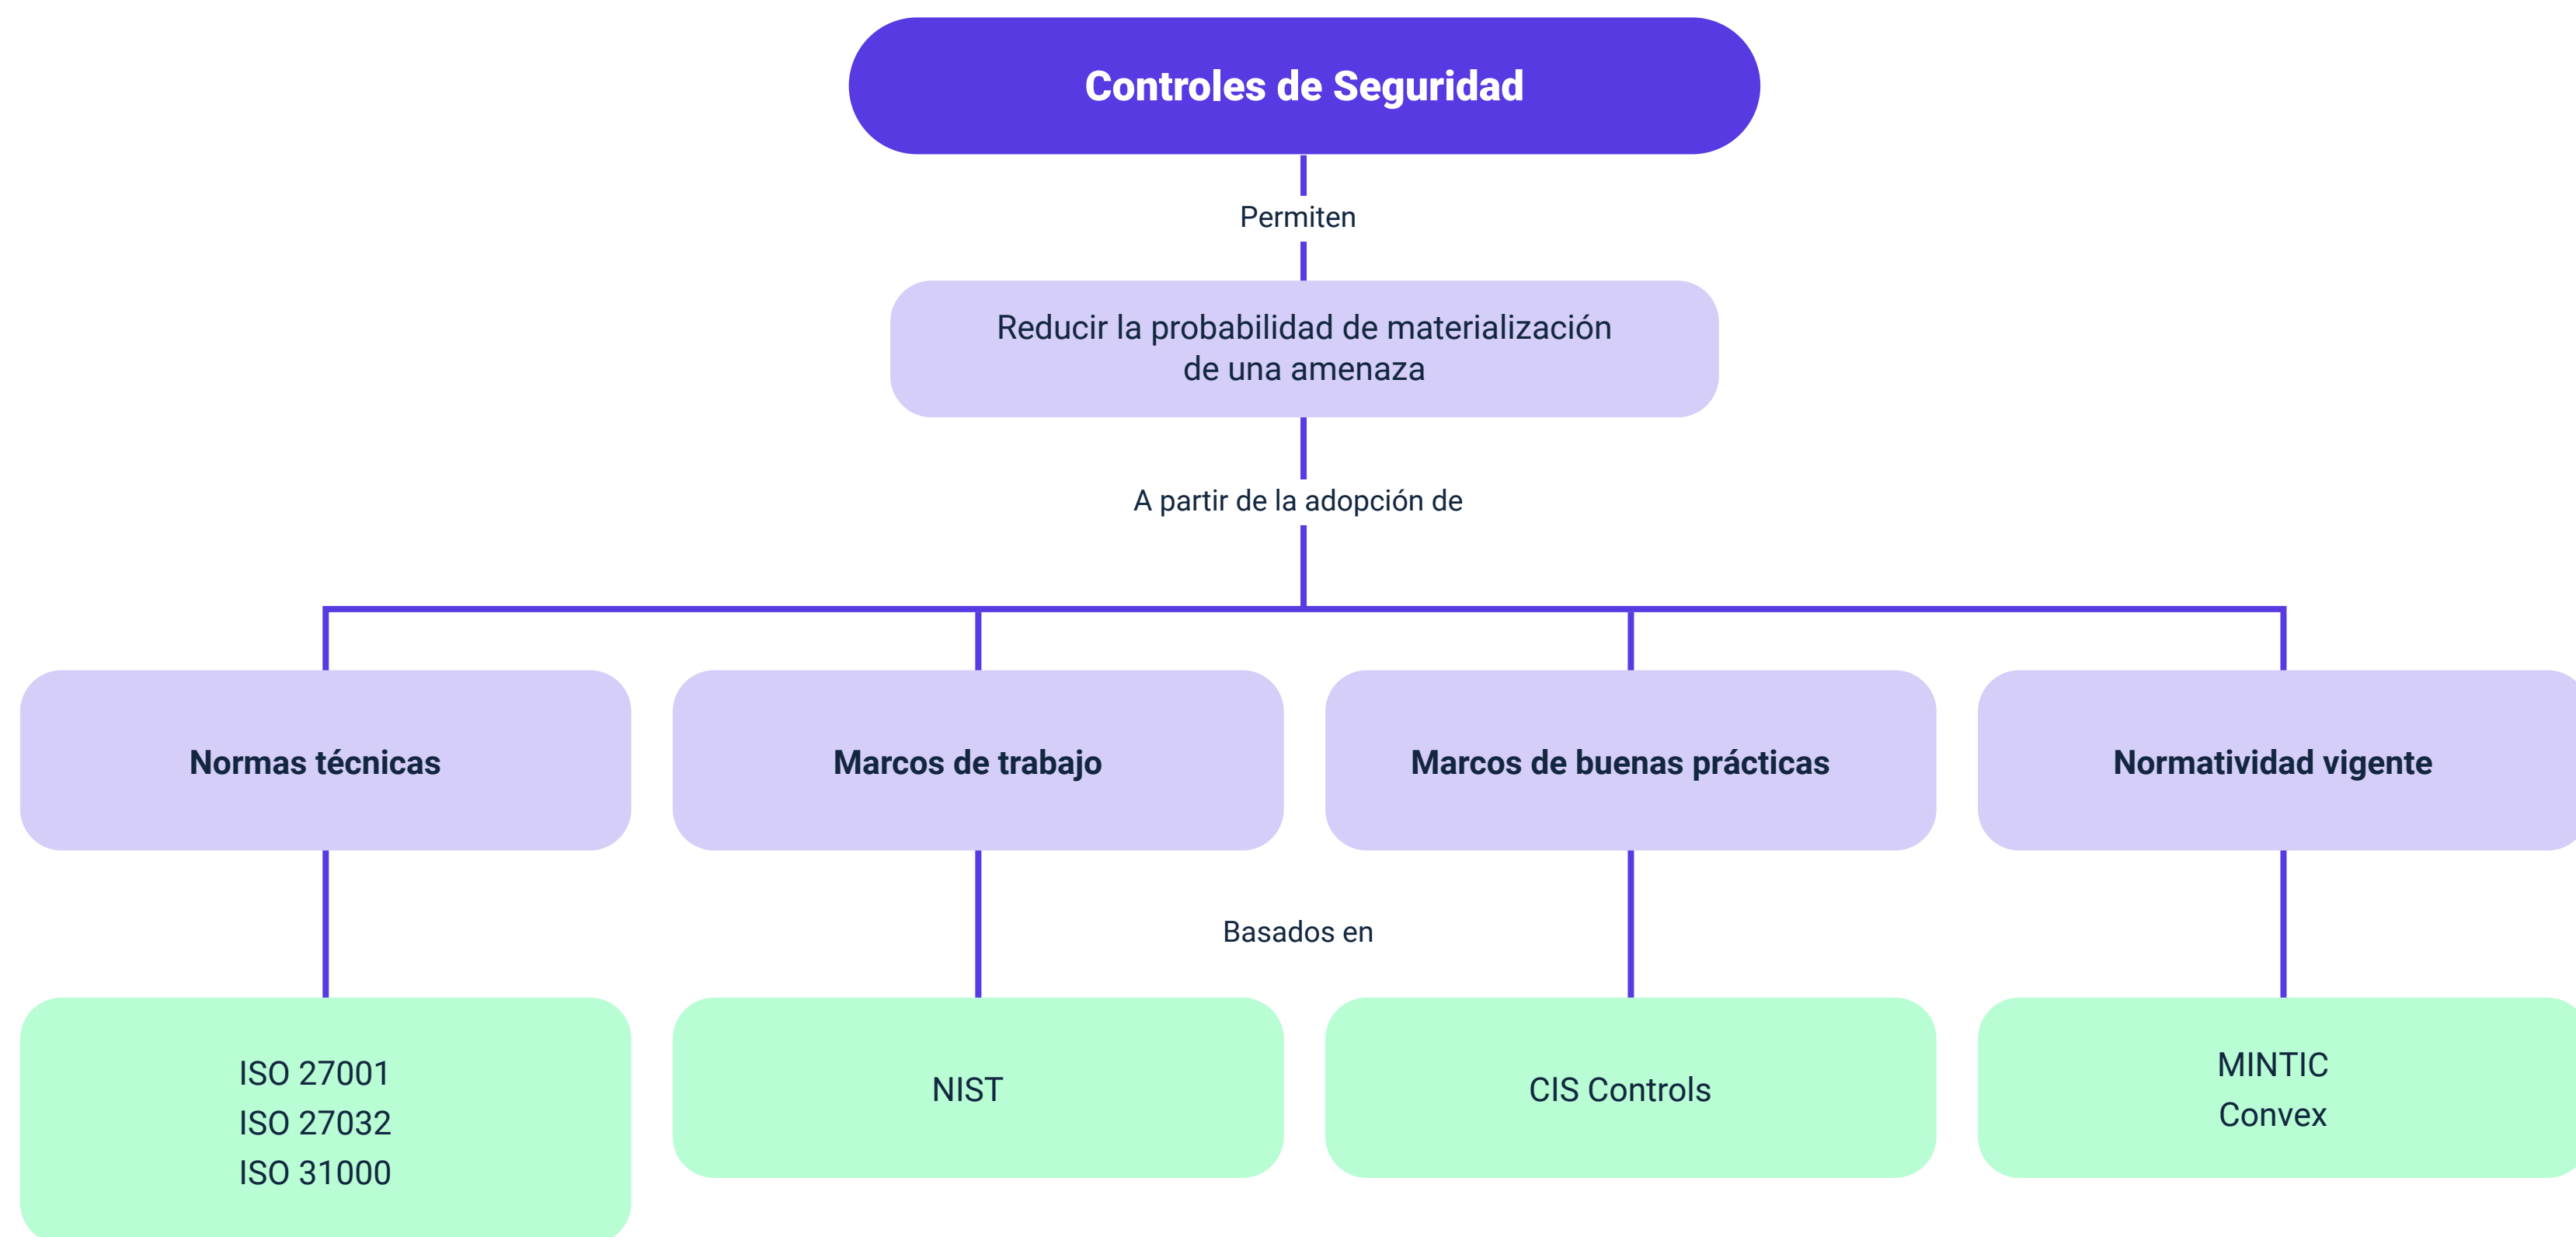 Controles de Seguridad
Permiten
Reducir la probabilidad de materialización
de una amenaza
A partir de la adopción de
Normas técnicas
Marcos de trabajo
Marcos de buenas prácticas
Normatividad vigente
Basados en
ISO 27001
ISO 27032
ISO 31000
NIST
CIS Controls
MINTIC
Convex